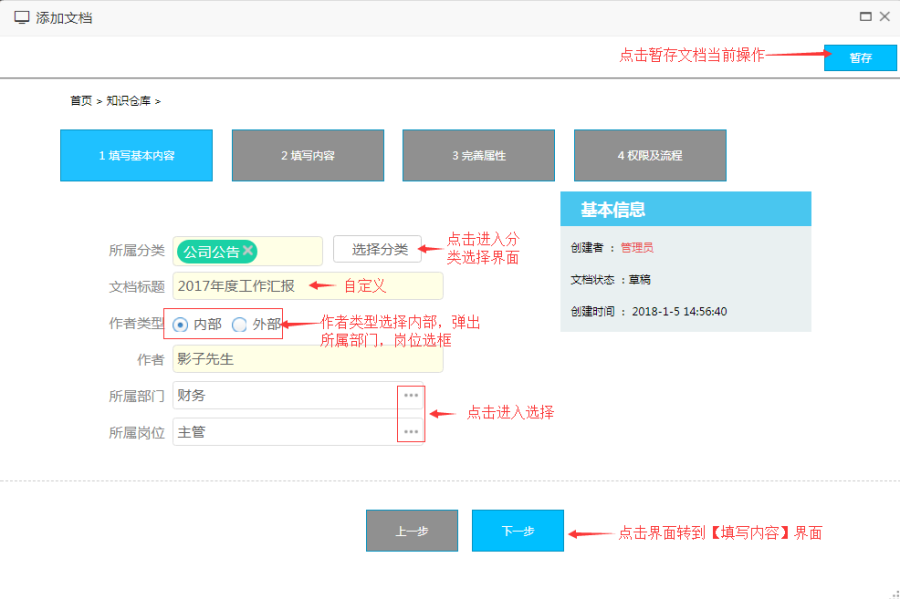 添加文档
点击暂存文档当前操作
暂存
首页 > 知识仓库 >
1 填写基本内容
2 填写内容
3 完善属性
4 权限及流程
基本信息
创建者 ： 管理员
文档状态 ：草稿
创建时间 ： 2018-1-5 14:56:40
所属分类 公司公告 选择分类
点击进入分
类选择界面
文档标题 2017年度工作汇报 自定义
作者类型 内部 外部
作者类型选择内部，弹出
所属部门，岗位选框
作者 影子先生
所属部门 财务
点击进入选择
所属岗位 主管
上一步
下一步
点击界面转到【填写内容】界面